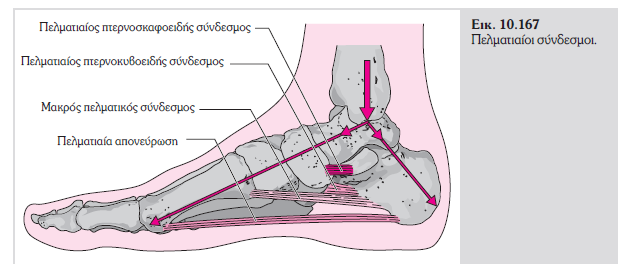 Πελματιαίος πτερνοσκαφοειδής σύνδεσμος
Πελματιαίος πτερνοκυβοειδής σύνδεσμος
Μακρός πελματικός σύνδεσμος
Πελματιαία απονεύρωση
Εικ. 10.167
Πελματιαίοι σύνδεσμοι.